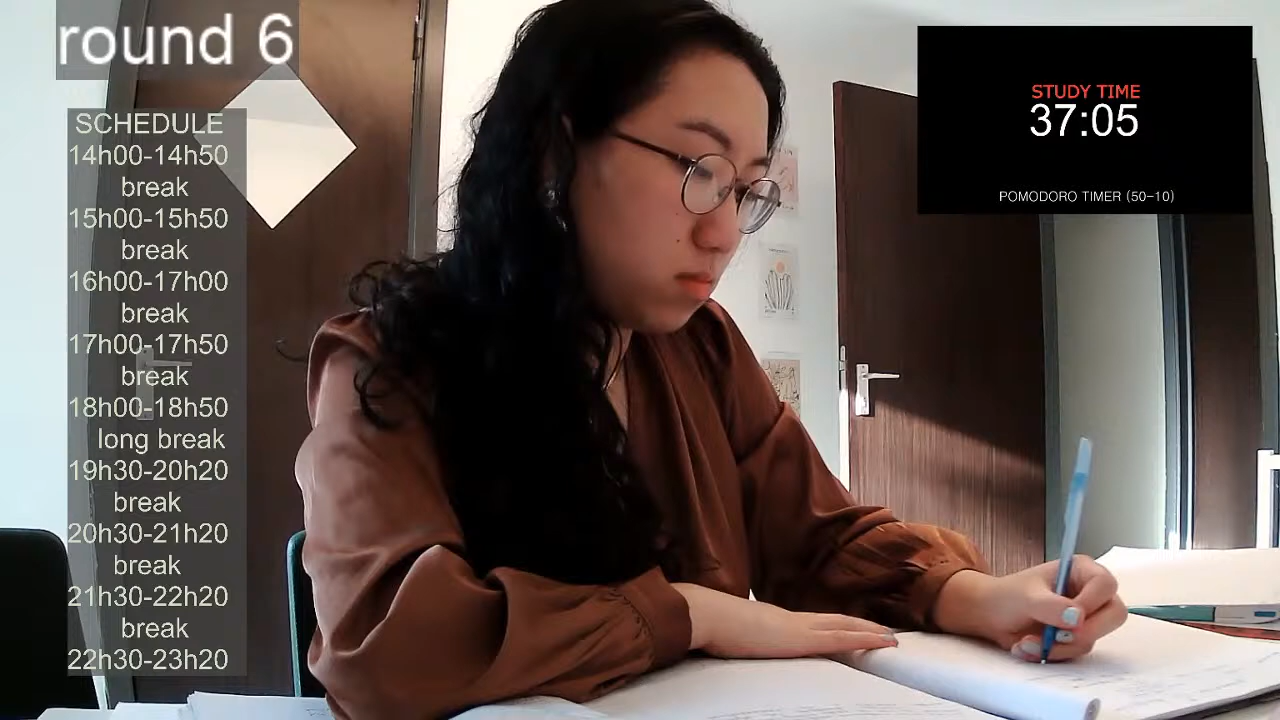 round 6
SCHEDULE
14h00-14h50
break
15h00-15h50
break
16h00-17h00
break
17h00-17h50
break
18h00-18h50
long break
19h30-20h20
break
20h30-21h20
break
21h30-22h20
break
22h30-23h20
STUDY TIME
37:05
POMODORO TIMER (50-10)